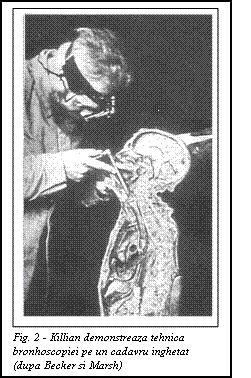 Fig. 2 - Killian demonstreaza tehnica
bronhoscopiei pe un cadavru inghetat
(dupa Becker si Marsh)